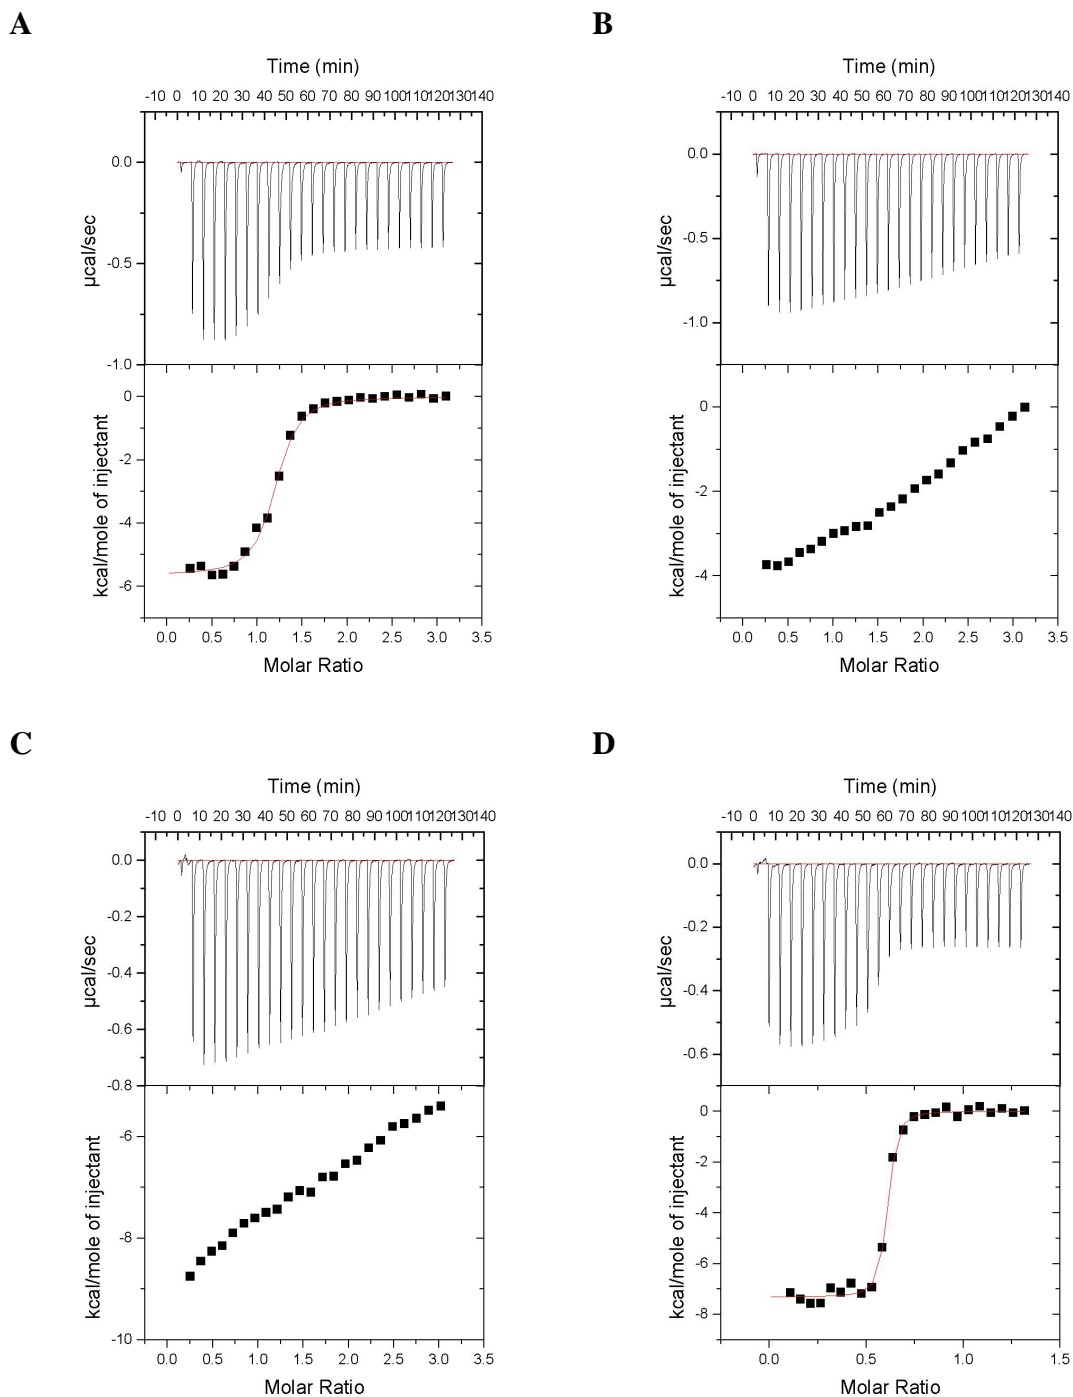 A
Time (min)
-10 0 10 20 30 40 50 60 70 80 90 100110120130140
0.0
-0.5
-1.0
µcal/sec
0
-2
-4
-6
kcal/mole of injectant
0.0 0.5 1.0 1.5 2.0 2.5 3.0 3.5
Molar Ratio
B
Time (min)
-10 0 10 20 30 40 50 60 70 80 90 100110120130140
0.0
-0.5
-1.0
µcal/sec
0
-2
-4
kcal/mole of injectant
0.0 0.5 1.0 1.5 2.0 2.5 3.0 3.5
Molar Ratio
C
Time (min)
-10 0 10 20 30 40 50 60 70 80 90 100110120130140
0.0
-0.2
-0.4
-0.6
-0.8
µcal/sec
-6
-8
-10
kcal/mole of injectant
0.0 0.5 1.0 1.5 2.0 2.5 3.0 3.5
Molar Ratio
D
Time (min)
-10 0 10 20 30 40 50 60 70 80 90 100110120130140
0.0
-0.2
-0.4
-0.6
µcal/sec
0
-2
-4
-6
-8
kcal/mole of injectant
0.0 0.5 1.0 1.5
Molar Ratio